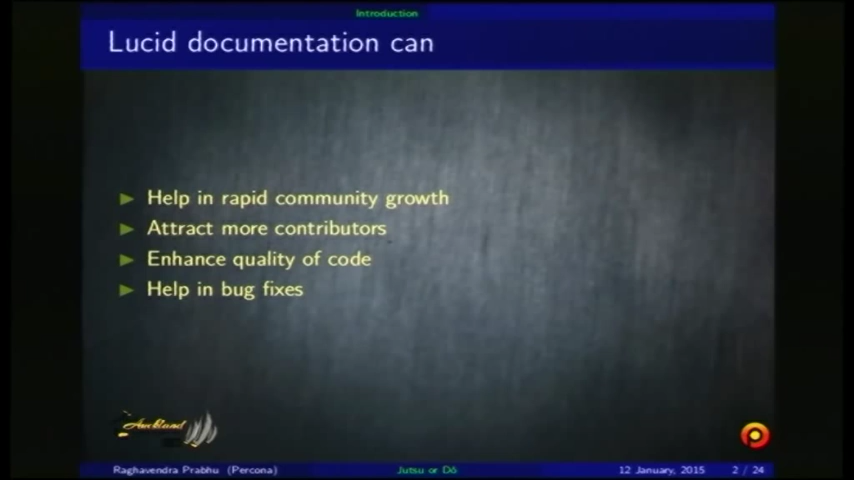 Introduction
Lucid documentation can
Help in rapid community growth
Attract more contributors
Enhance quality of code
Help in bug fixes
Auckland
Raghavendra Prabhu (Percona)
Jutsu or Dō
12 January, 2015
2 / 24